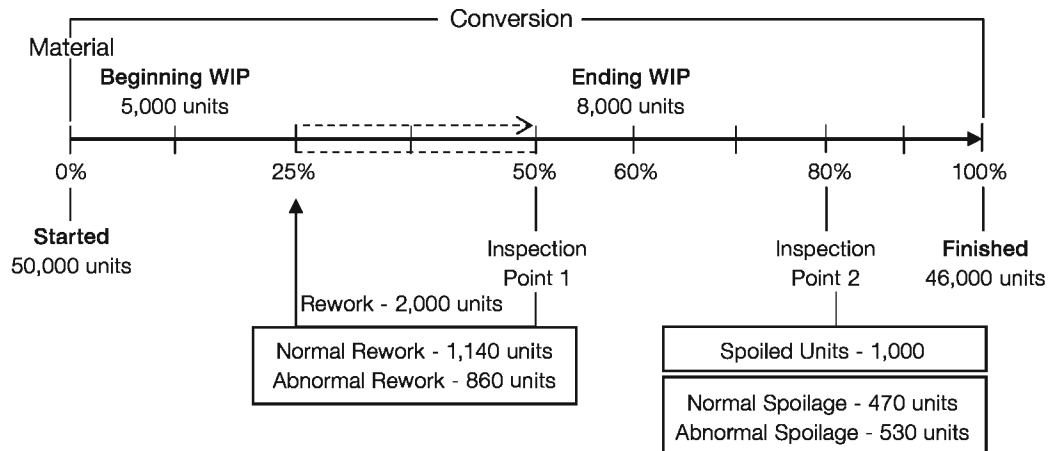 Conversion
Material
Beginning WIP
5,000 units
Ending WIP
8,000 units
0%
25%
50%
60%
80%
100%
Started
50,000 units
Inspection
Point 1
Inspection
Point 2
Finished
46,000 units
Rework - 2,000 units
Normal Rework - 1,140 units
Abnormal Rework - 860 units
Spoiled Units - 1,000
Normal Spoilage - 470 units
Abnormal Spoilage - 530 units